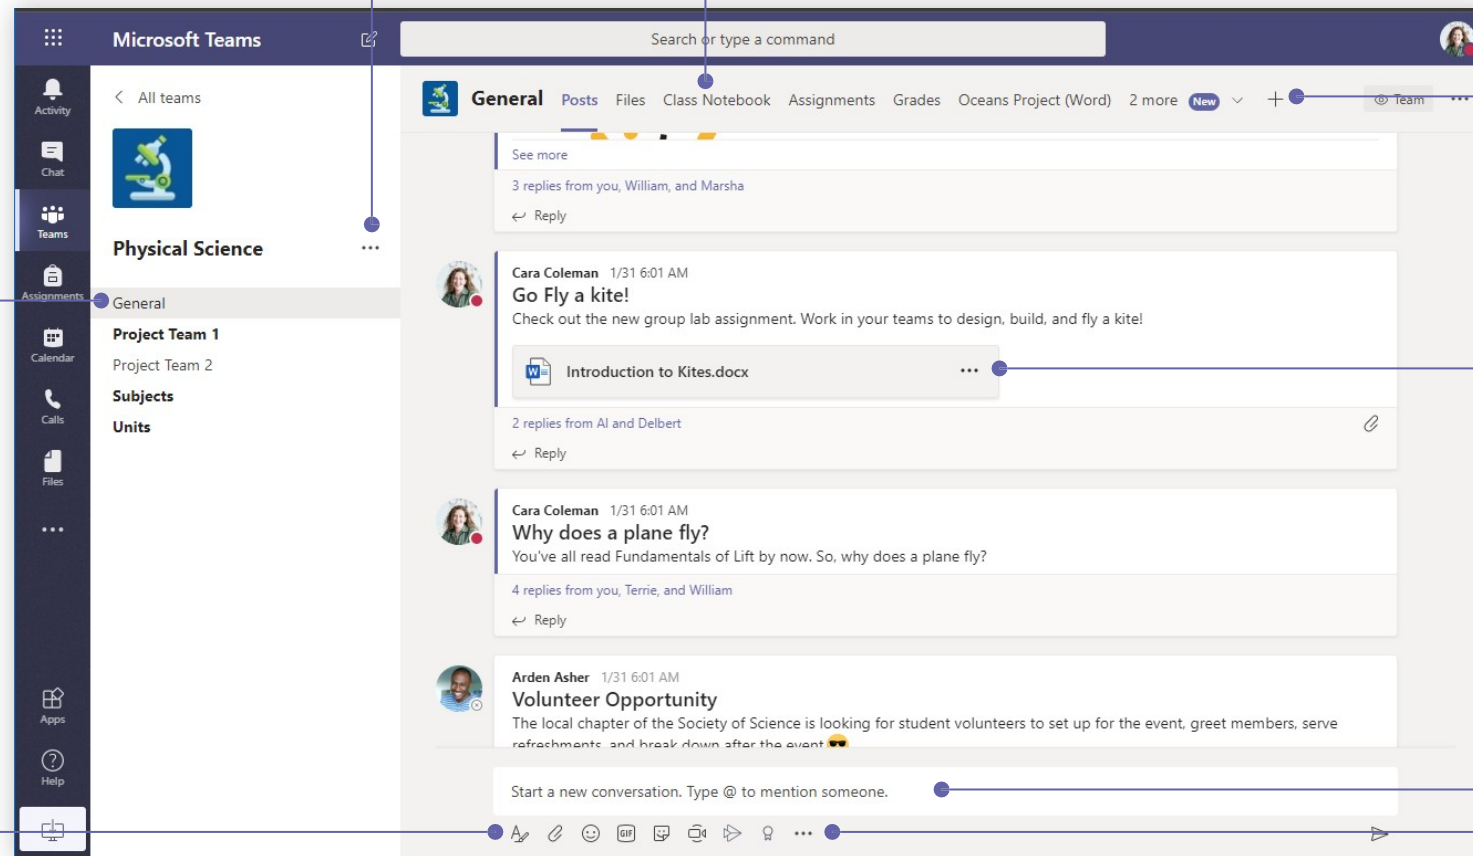 Microsoft Teams
Search or type a command
Activity
Chat
Teams
Assignments
Calendar
Calls
Files
Apps
Help
All teams
Physical Science
General
Project Team 1
Project Team 2
Subjects
Units
General Posts Files Class Notebook Assignments Grades Oceans Project (Word) 2 more New
Team
See more
3 replies from you, William, and Marsha
Reply
Cara Coleman 1/31 6:01 AM
Go Fly a kite!
Check out the new group lab assignment. Work in your teams to design, build, and fly a kite!
Introduction to Kites.docx
2 replies from Al and Delbert
Reply
Cara Coleman 1/31 6:01 AM
Why does a plane fly?
You've all read Fundamentals of Lift by now. So, why does a plane fly?
4 replies from you, Terrie, and William
Reply
Arden Asher 1/31 6:01 AM
Volunteer Opportunity
The local chapter of the Society of Science is looking for student volunteers to set up for the event, greet members, serve
refreshments, and break down after the event
Start a new conversation. Type @ to mention someone.
GIF